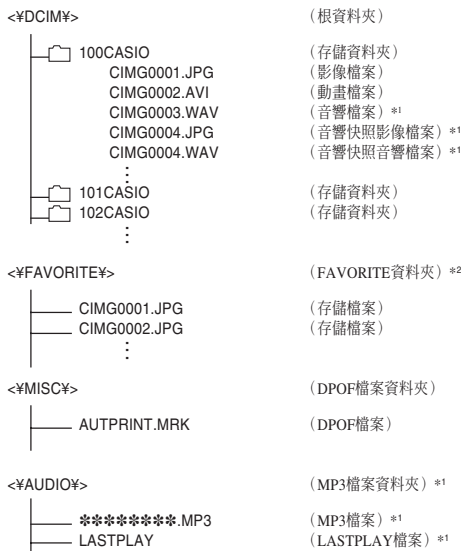 <¥DCIM¥> （根資料夾）
100CASIO （存儲資料夾）
CIMG0001.JPG （影像檔案）
CIMG0002.AVI （動畫檔案）
CIMG0003.WAV （音響檔案）*1
CIMG0004.JPG （音響快照影像檔案）*1
CIMG0004.WAV （音響快照音響檔案）*1
101CASIO （存儲資料夾）
102CASIO （存儲資料夾）
<¥FAVORITE¥> （FAVORITE資料夾）*2
CIMG0001.JPG （存儲檔案）
CIMG0002.JPG （存儲檔案）
<¥MISC¥> （DPOF檔案資料夾）
AUTPRINT.MRK （DPOF檔案）
<¥AUDIO¥> （MP3檔案資料夾）*1
✽✽✽✽✽✽✽✽.MP3 （MP3檔案）*1
LASTPLAY （LASTPLAY檔案）*1